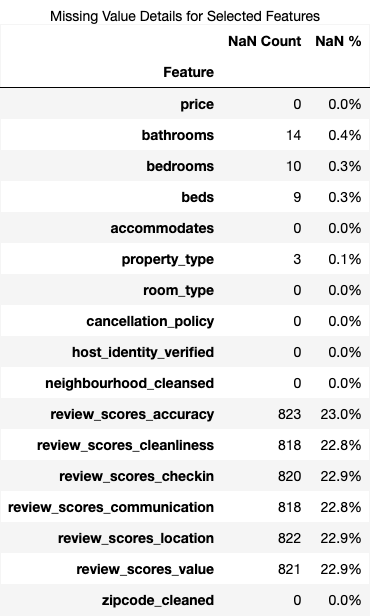 Missing Value Details for Selected Features
NaN Count NaN %
Feature
price 0 0.0%
bathrooms 14 0.4%
bedrooms 10 0.3%
beds 9 0.3%
accommodates 0 0.0%
property_type 3 0.1%
room_type 0 0.0%
cancellation_policy 0 0.0%
host_identity_verified 0 0.0%
neighbourhood_cleansed 0 0.0%
review_scores_accuracy 823 23.0%
review_scores_cleanliness 818 22.8%
review_scores_checkin 820 22.9%
review_scores_communication 818 22.8%
review_scores_location 822 22.9%
review_scores_value 821 22.9%
zipcode_cleaned 0 0.0%